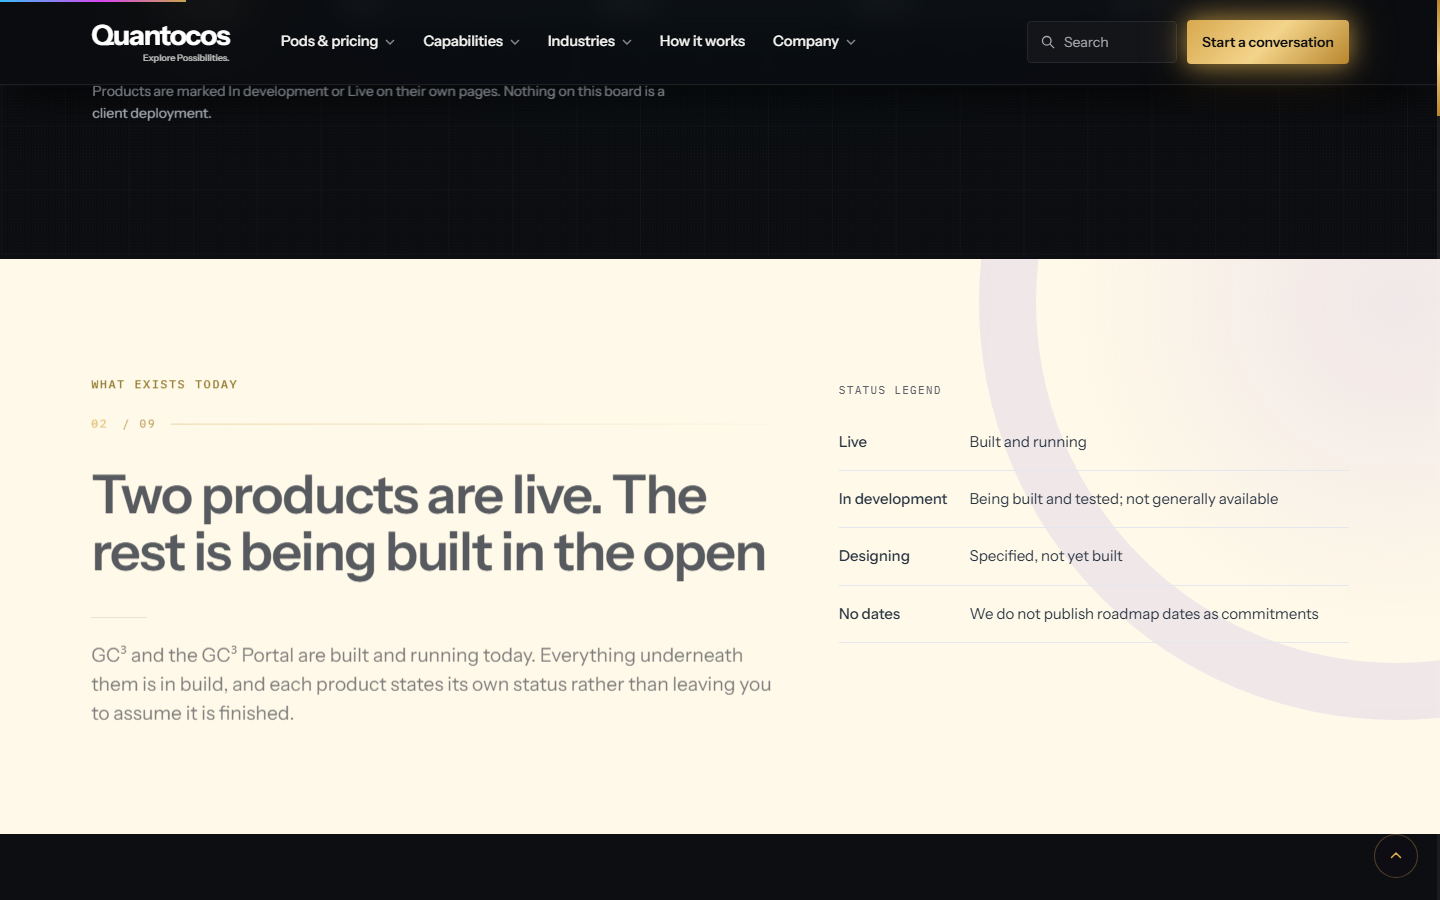 Quantocos
Explore Possibilities.
Pods & pricing
Capabilities
Industries
How it works
Company
Search
Start a conversation
Products are marked In development or Live on their own pages. Nothing on this board is a
client deployment.
WHAT EXISTS TODAY
02 / 09
Two products are live. The
rest is being built in the open
GC³ and the GC³ Portal are built and running today. Everything underneath
them is in build, and each product states its own status rather than leaving you
to assume it is finished.
STATUS LEGEND
Live Built and running
In development Being built and tested; not generally available
Designing Specified, not yet built
No dates We do not publish roadmap dates as commitments